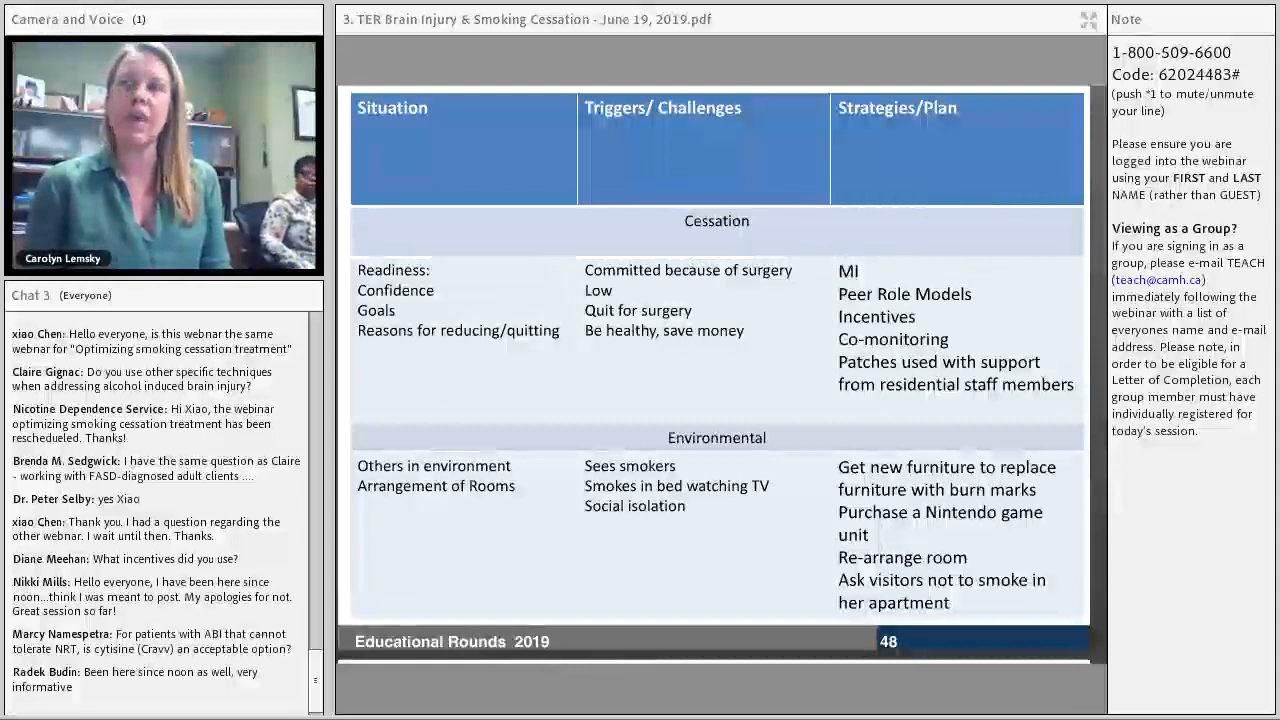 Camera and Voice (1)
Carolyn Lemsky
Chat 3 (Everyone)
xiao Chen: Hello everyone, is this webnar the same
webnar for "Optimizing smoking cessation treatment"
Claire Gignac: Do you use other specific techniques
when addressing alcohol induced brain injury?
Nicotine Dependence Service: Hi Xiao, the webinar
optimizing smoking cessation treatment has been
reschedueled. Thanks!
Brenda M. Sedgwick: I have the same question as Claire
- working with FASD-diagnosed adult clients ....
Dr. Peter Selby: yes Xiao
xiao Chen: Thank you. I had a question regarding the
other webinar. I wait until then. Thanks.
Diane Meehan: What incentives did you use?
Nikki Mills: Hello everyone, I have been here since
noon...think I was meant to post. My apologies for not.
Great session so far!
Marcy Namespetra: For patients with ABI that cannot
tolerate NRT, is cytisine (Cravv) an acceptable option?
Radek Budin: Been here since noon as well, very
informative
3. TER Brain Injury & Smoking Cessation - June 19, 2019.pdf
Situation
Triggers/ Challenges
Strategies/Plan
Cessation
Readiness:
Confidence
Goals
Reasons for reducing/quitting
Committed because of surgery
Low
Quit for surgery
Be healthy, save money
MI
Peer Role Models
Incentives
Co-monitoring
Patches used with support
from residential staff members
Environmental
Others in environment
Arrangement of Rooms
Sees smokers
Smokes in bed watching TV
Social isolation
Get new furniture to replace
furniture with burn marks
Purchase a Nintendo game
unit
Re-arrange room
Ask visitors not to smoke in
her apartment
Educational Rounds 2019
48
Note
1-800-509-6600
Code: 62024483#
(push *1 to mute/unmute
your line)
Please ensure you are
logged into the webinar
using your FIRST and LAST
NAME (rather than GUEST)
Viewing as a Group?
If you are signing in as a
group, please e-mail TEACH
(teach@camh.ca)
immediately following the
webinar with a list of
everyones name and e-mail
address. Please note, in
order to be eligible for a
Letter of Completion, each
group member must have
individually registered for
today's session.